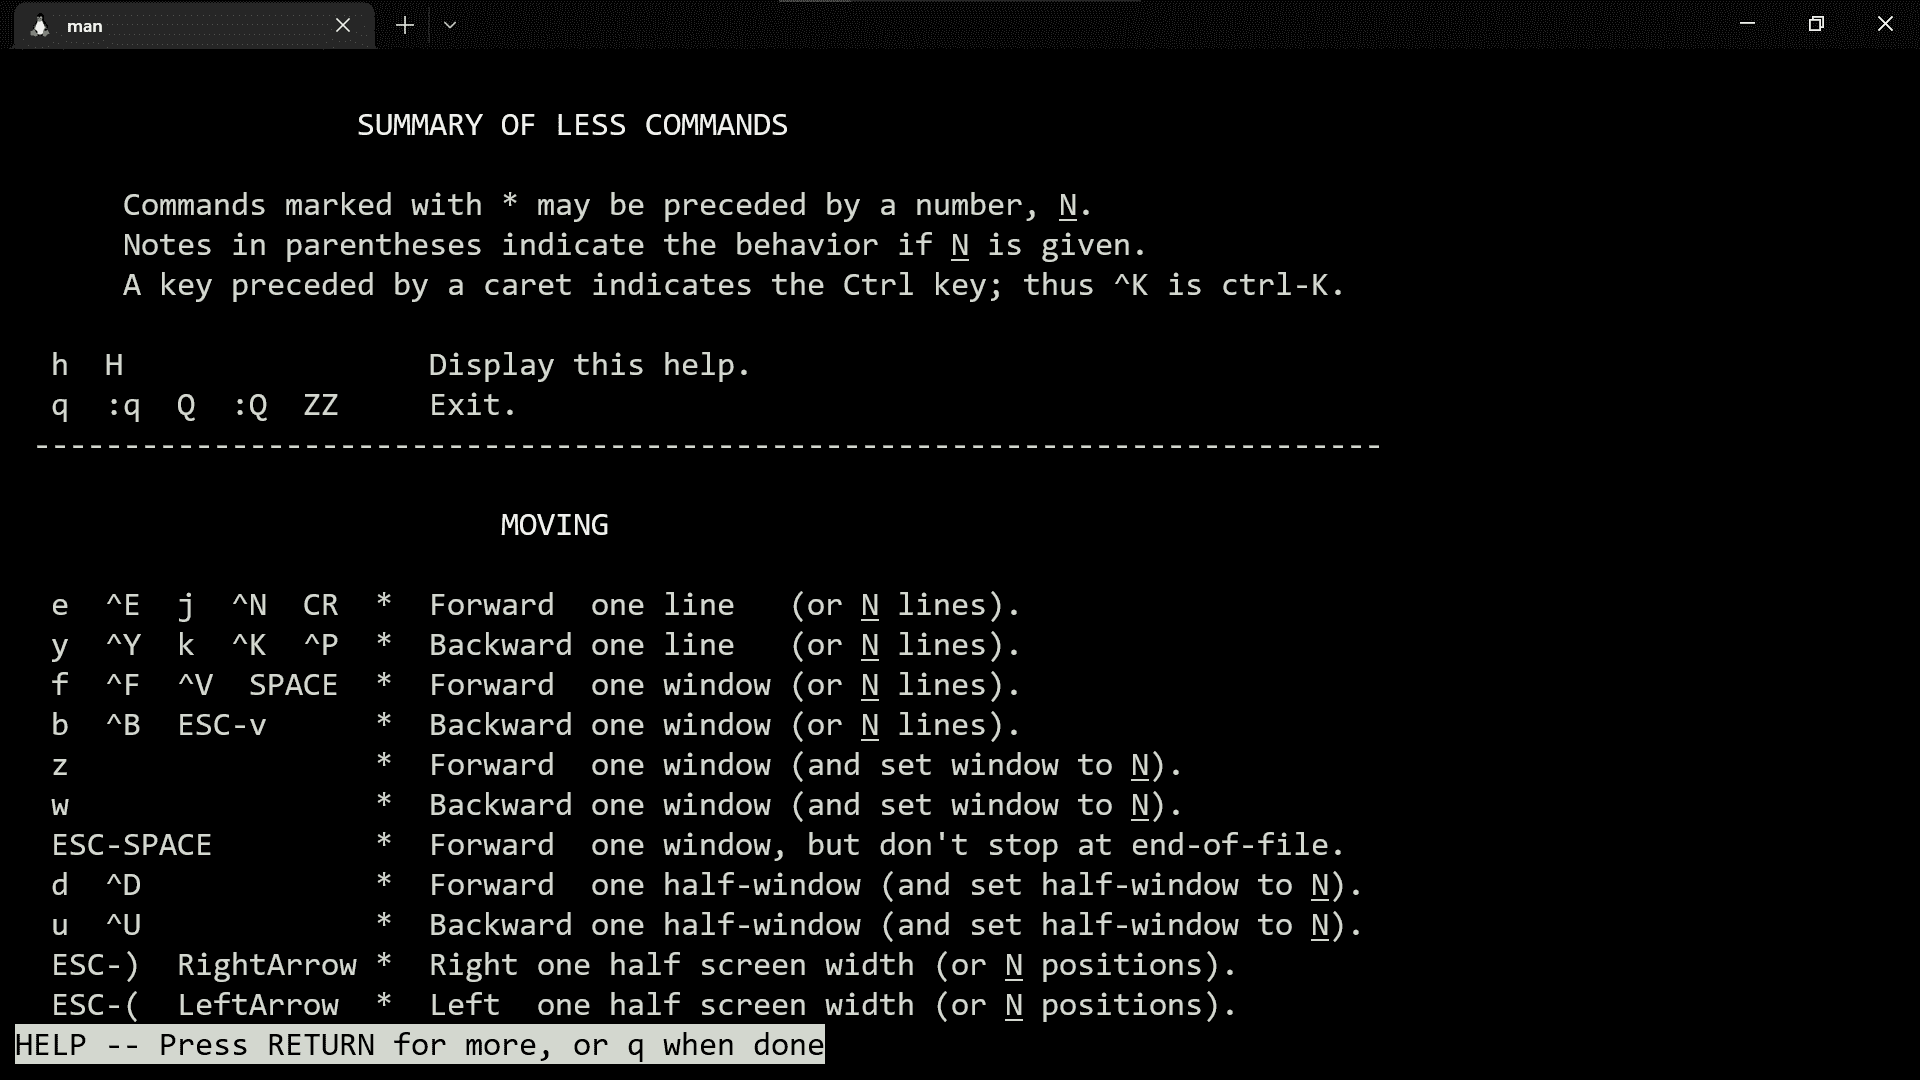 man
SUMMARY OF LESS COMMANDS
Commands marked with * may be preceded by a number, N.
Notes in parentheses indicate the behavior if N is given.
A key preceded by a caret indicates the Ctrl key; thus ^K is ctrl-K.
h  H                 Display this help.
q  :q  Q  :Q  ZZ     Exit.
---------------------------------------------------------------------------
MOVING
e  ^E  j  ^N  CR  *  Forward  one line   (or N lines).
y  ^Y  k  ^K  ^P  *  Backward one line   (or N lines).
f  ^F  ^V  SPACE  *  Forward  one window (or N lines).
b  ^B  ESC-v      *  Backward one window (or N lines).
z                 *  Forward  one window (and set window to N).
w                 *  Backward one window (and set window to N).
ESC-SPACE         *  Forward  one window, but don't stop at end-of-file.
d  ^D             *  Forward  one half-window (and set half-window to N).
u  ^U             *  Backward one half-window (and set half-window to N).
ESC-)  RightArrow *  Right one half screen width (or N positions).
ESC-(  LeftArrow  *  Left  one half screen width (or N positions).
HELP -- Press RETURN for more, or q when done